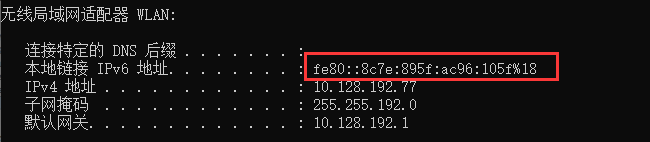 无线局域网适配器 WLAN:
连接特定的 DNS 后缀 . . . . . . . :
本地链接 IPv6 地址. . . . . . . . : fe80::8c7e:895f:ac96:105f%18
IPv4 地址 . . . . . . . . . . . . : 10.128.192.77
子网掩码 . . . . . . . . . . . . : 255.255.192.0
默认网关. . . . . . . . . . . . . : 10.128.192.1